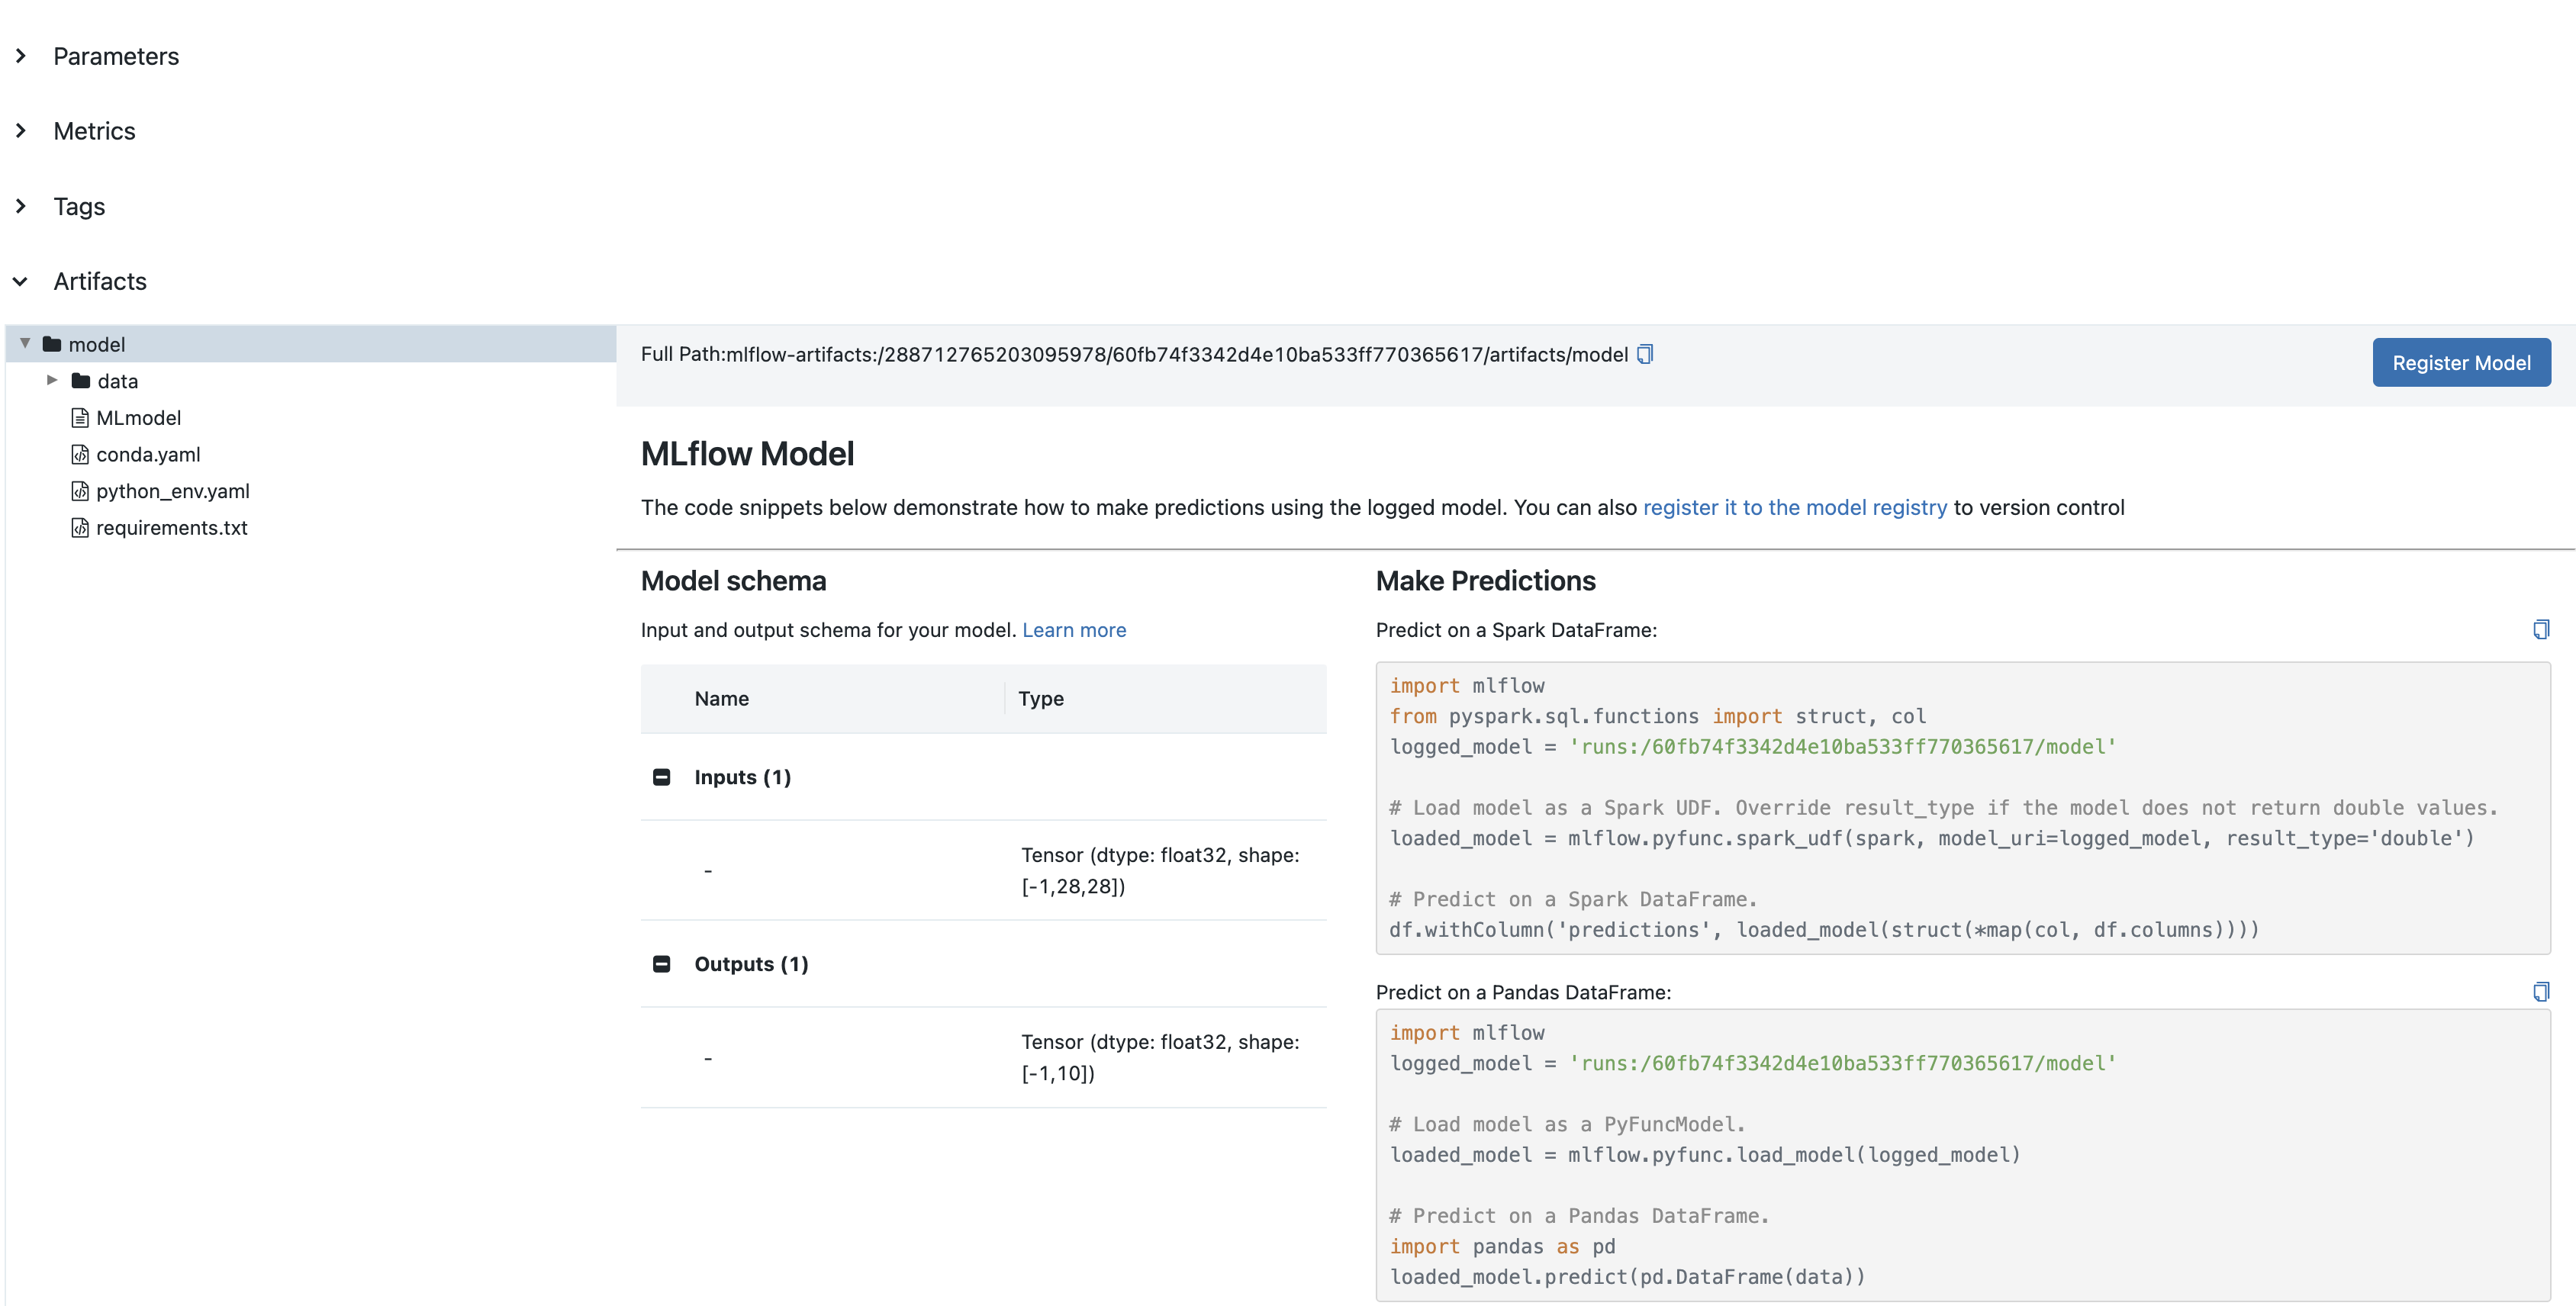 Parameters
Metrics
Tags
Artifacts
model
data
MLmodel
conda.yaml
python_env.yaml
requirements.txt
Full Path:mlflow-artifacts:/288712765203095978/60fb74f3342d4e10ba533ff770365617/artifacts/model
Register Model
MLflow Model
The code snippets below demonstrate how to make predictions using the logged model. You can also register it to the model registry to version control
Model schema
Input and output schema for your model. Learn more
Name Type
Inputs (1)
- Tensor (dtype: float32, shape:
[-1,28,28])
Outputs (1)
- Tensor (dtype: float32, shape:
[-1,10])
Make Predictions
Predict on a Spark DataFrame:
import mlflow
from pyspark.sql.functions import struct, col
logged_model = 'runs:/60fb74f3342d4e10ba533ff770365617/model'
# Load model as a Spark UDF. Override result_type if the model does not return double values.
loaded_model = mlflow.pyfunc.spark_udf(spark, model_uri=logged_model, result_type='double')
# Predict on a Spark DataFrame.
df.withColumn('predictions', loaded_model(struct(*map(col, df.columns))))
Predict on a Pandas DataFrame:
import mlflow
logged_model = 'runs:/60fb74f3342d4e10ba533ff770365617/model'
# Load model as a PyFuncModel.
loaded_model = mlflow.pyfunc.load_model(logged_model)
# Predict on a Pandas DataFrame.
import pandas as pd
loaded_model.predict(pd.DataFrame(data))